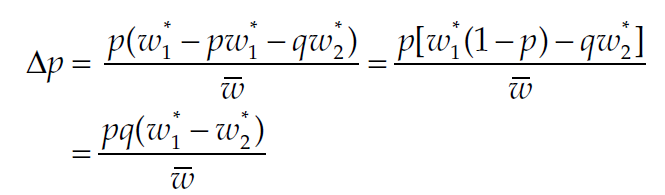 Δp = p(w₁* − pw₁* − qw₂*) / w̅ = p[w₁*(1 − p) − qw₂*] / w̅
= pq(w₁* − w₂*) / w̅